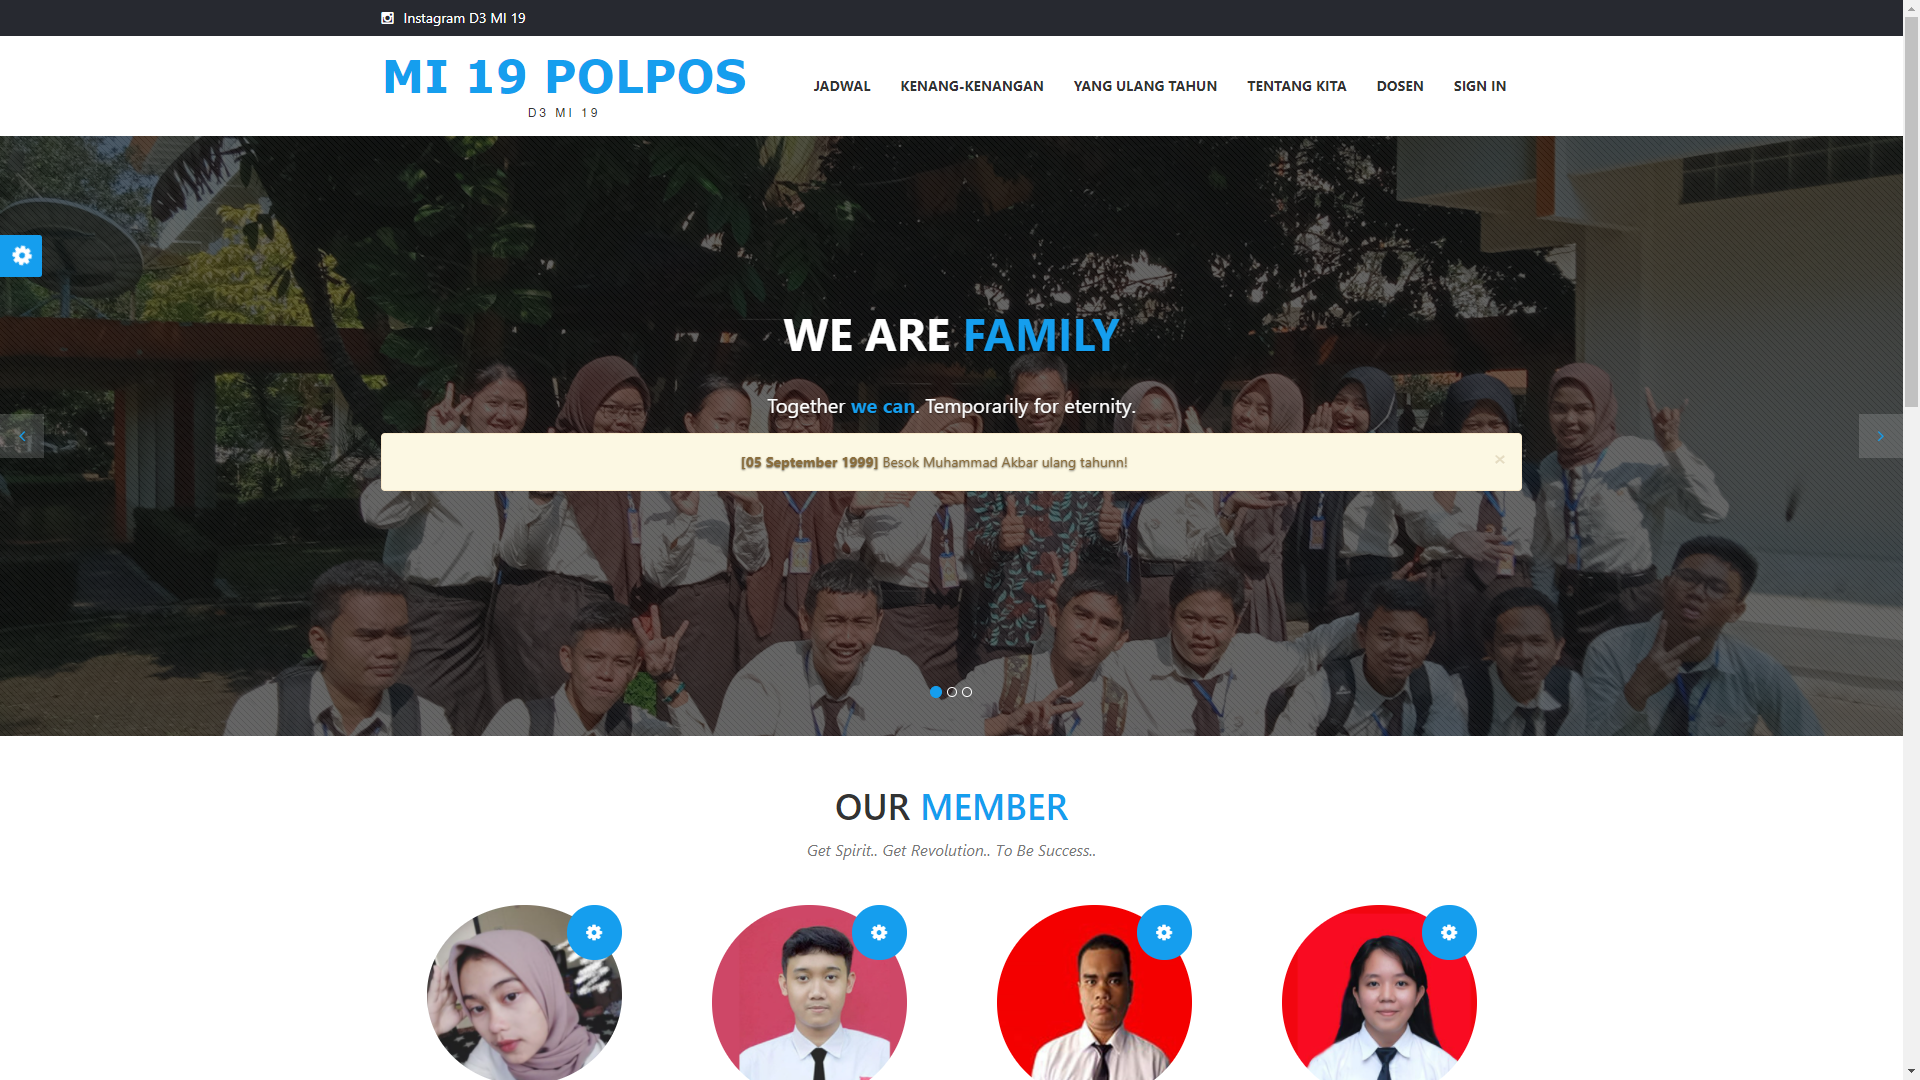 Instagram D3 MI 19
MI 19 POLPOS
D3 MI 19
JADWAL KENANG-KENANGAN YANG ULANG TAHUN TENTANG KITA DOSEN SIGN IN
WE ARE FAMILY
Together we can. Temporarily for eternity.
[05 September 1999] Besok Muhammad Akbar ulang tahunn!
×
OUR MEMBER
Get Spirit.. Get Revolution.. To Be Success..